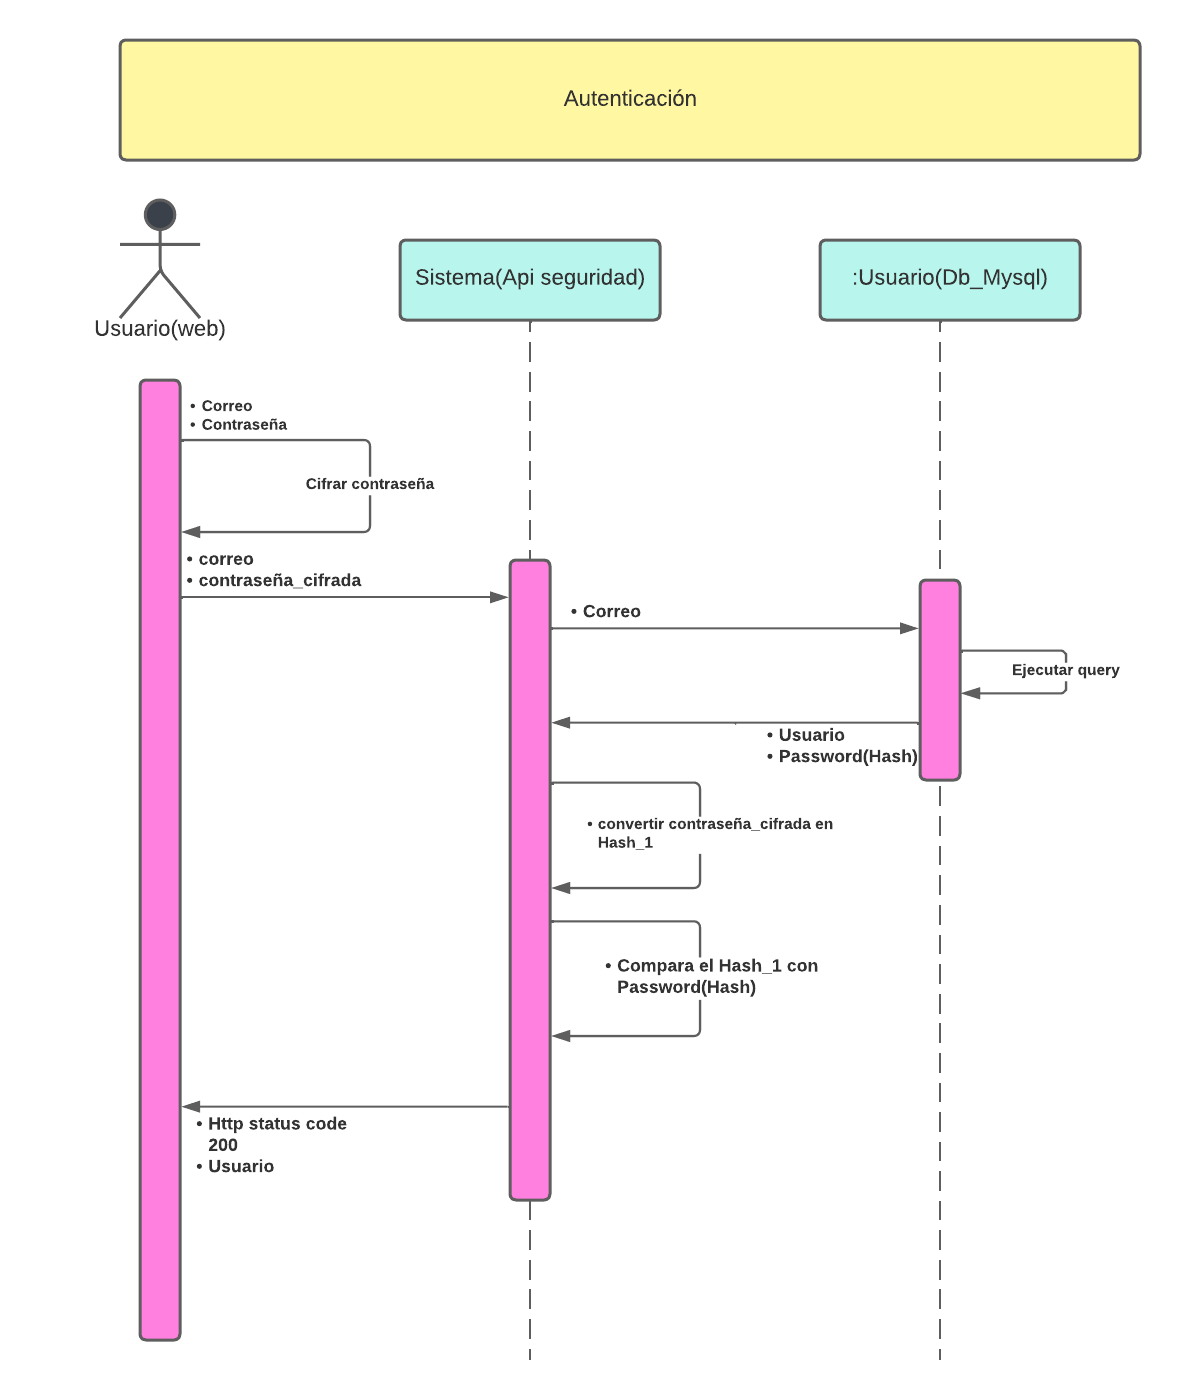 Autenticación
Usuario(web)
Sistema(Api seguridad)
:Usuario(Db_Mysql)
• Correo
• Contraseña
Cifrar contraseña
• correo
• contraseña_cifrada
• Correo
Ejecutar query
• Usuario
• Password(Hash)
• convertir contraseña_cifrada en
Hash_1
• Compara el Hash_1 con
Password(Hash)
• Http status code
200
• Usuario